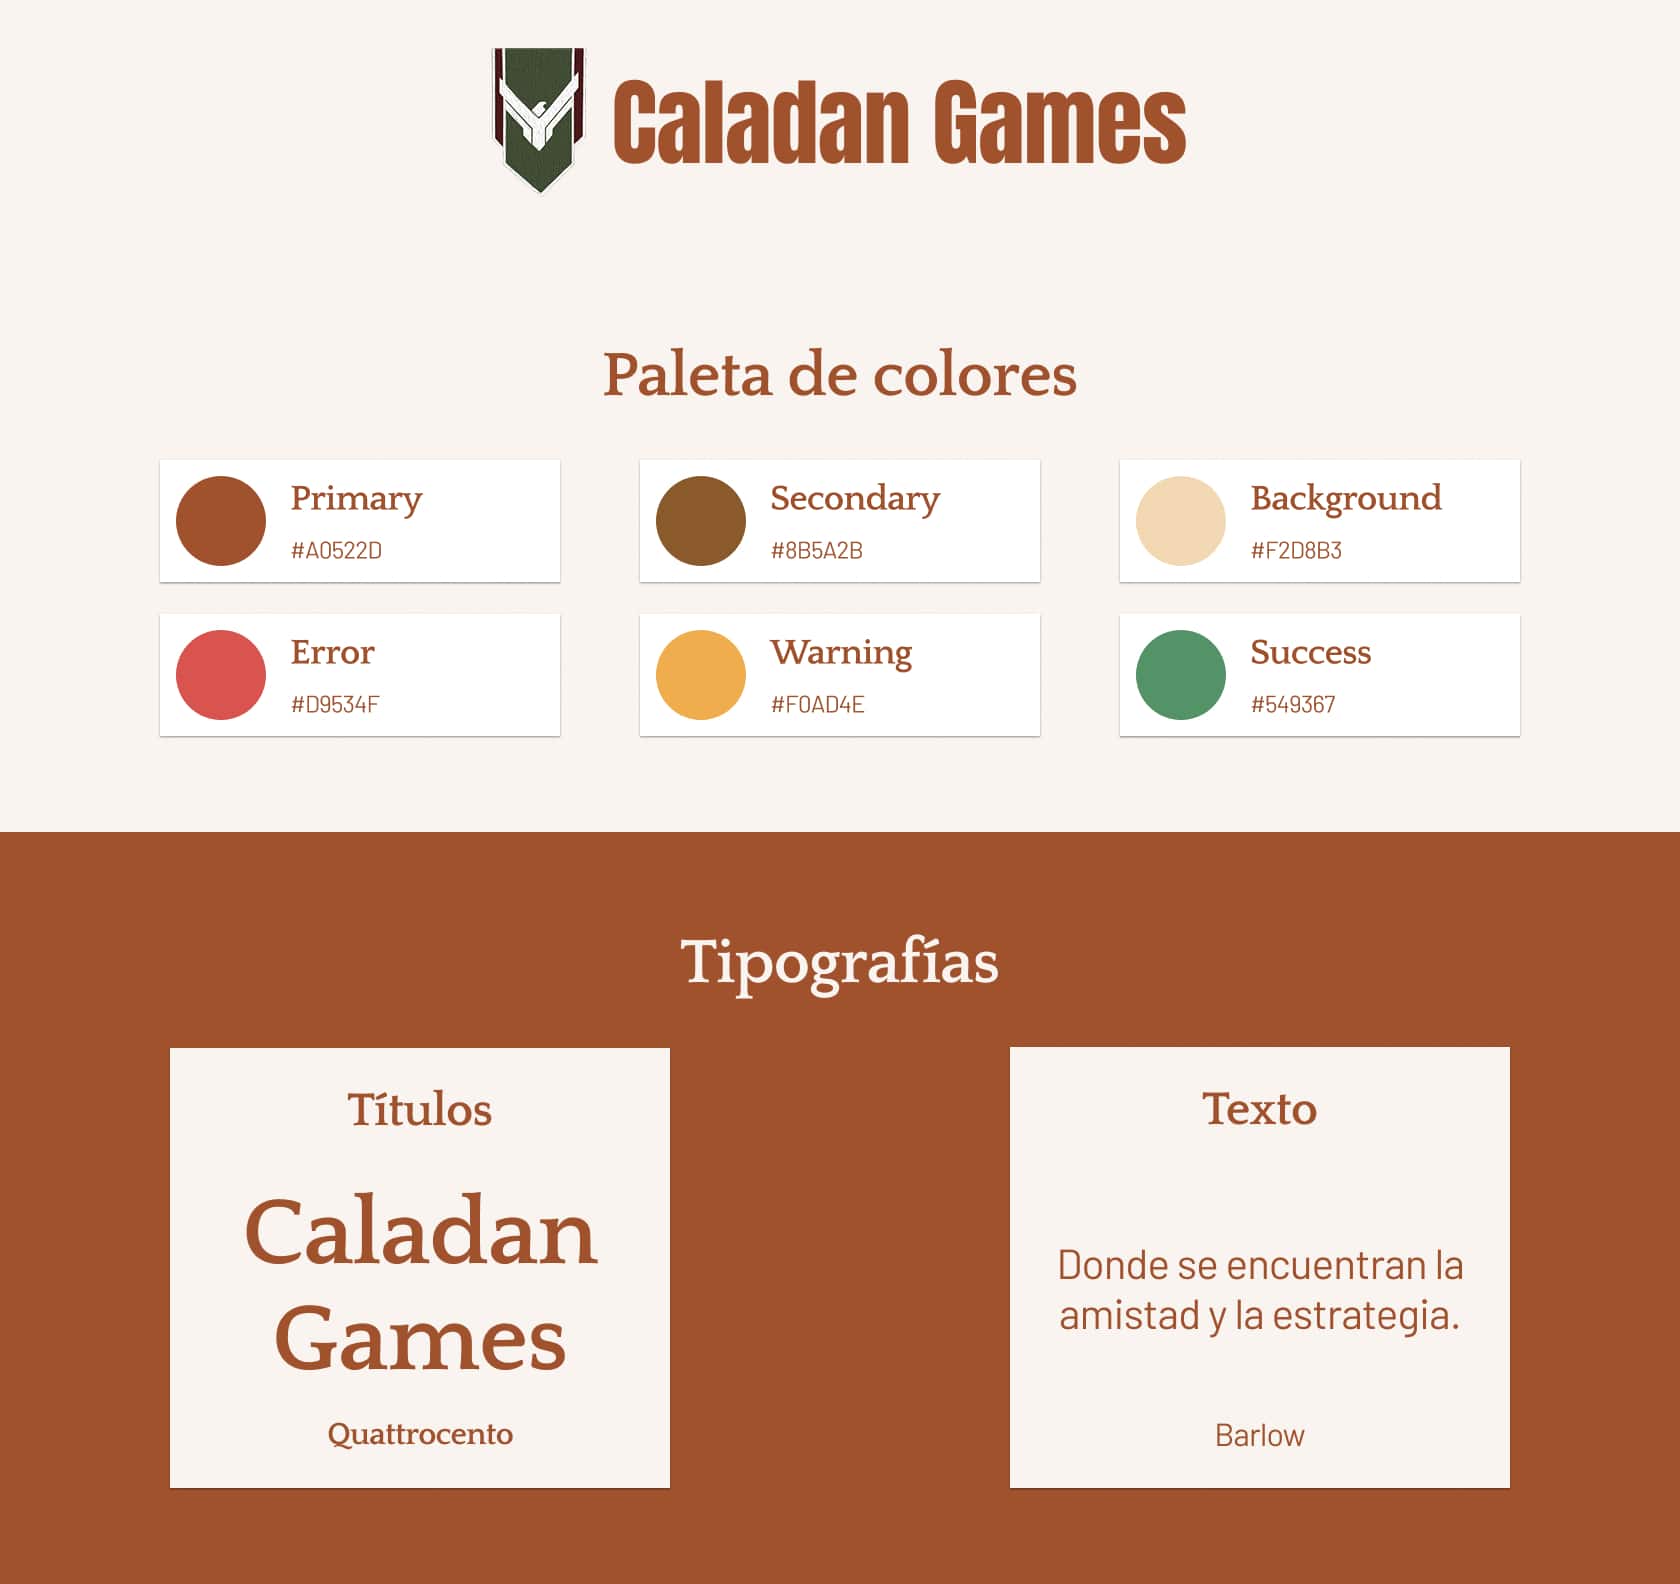 Caladan Games
Paleta de colores
Primary
#A0522D
Secondary
#8B5A2B
Background
#F2D8B3
Error
#D9534F
Warning
#F0AD4E
Success
#549367
Tipografías
Títulos
Caladan
Games
Quattrocento
Texto
Donde se encuentran la
amistad y la estrategia.
Barlow